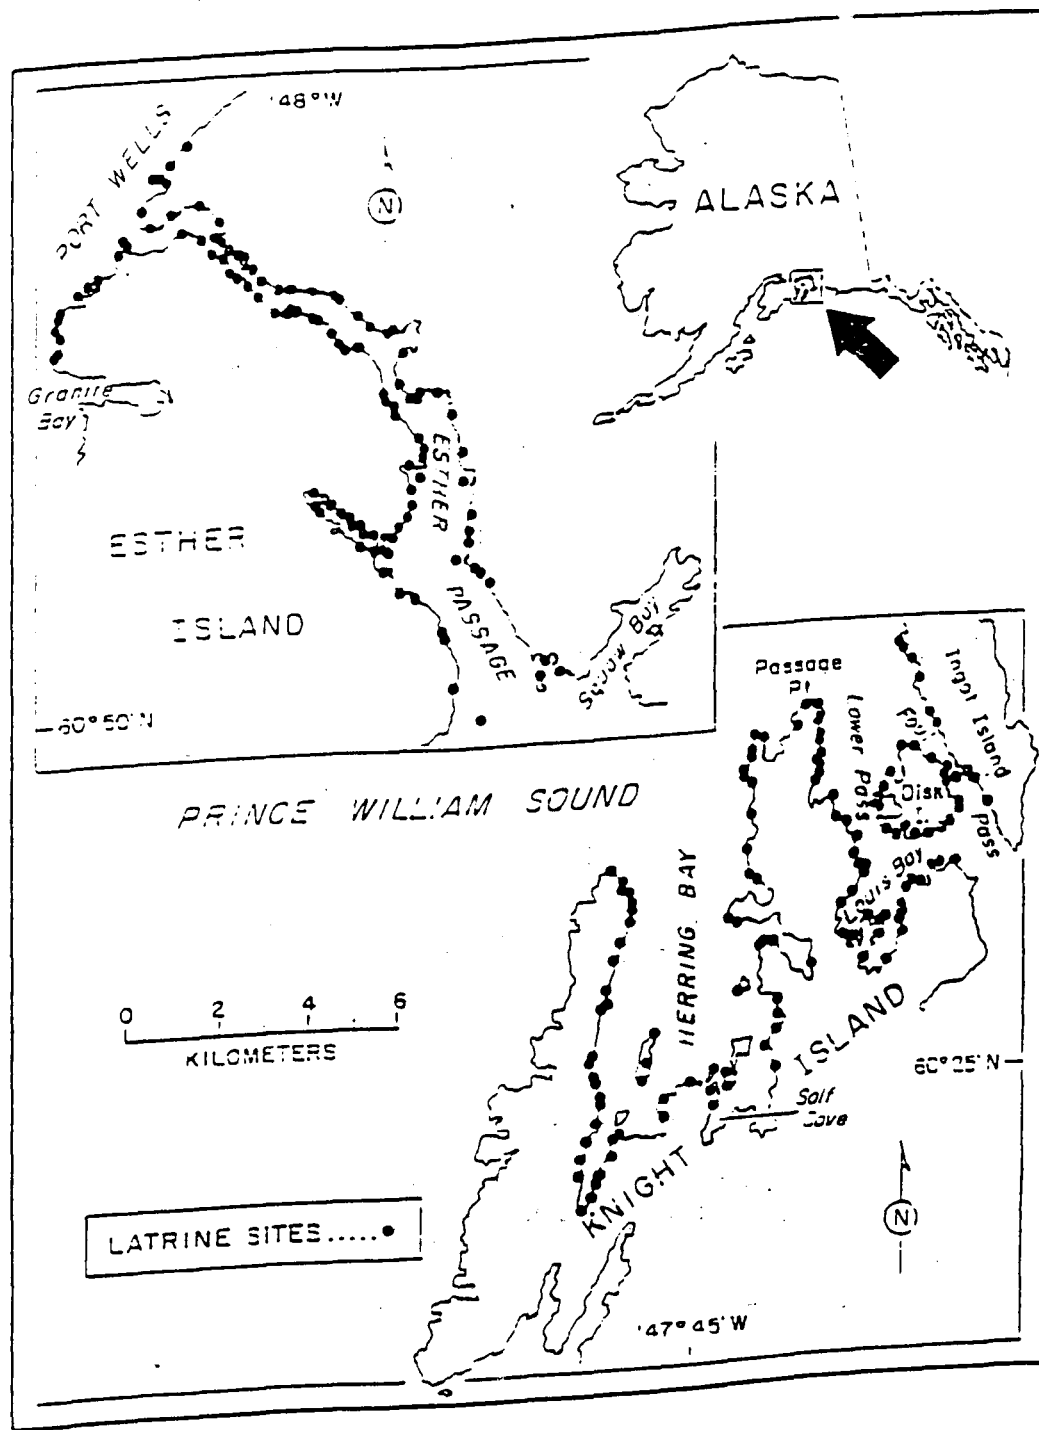 148°W
PORT WELLS
N
ALASKA
Granite
Bay
ESTHER
ISLAND
ESTHER
PASSAGE
60°50'N
Passage
Pt.
Lower Pass
Ingot Island
Foul
Pass
Disk
I.
Louis Bay
PRINCE WILLIAM SOUND
HERRING BAY
0 2 4 6
KILOMETERS
KNIGHT ISLAND
60°25'N
Cove
N
LATRINE SITES.....●
147°45'W